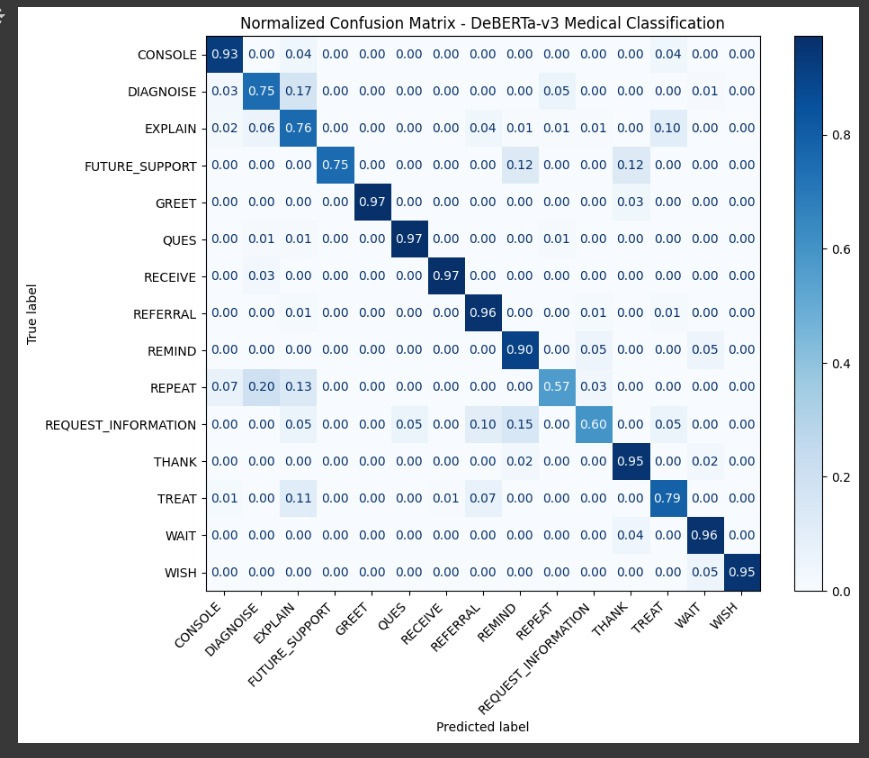 Normalized Confusion Matrix - DeBERTa-v3 Medical Classification
CONSOLE 0.93 0.00 0.04 0.00 0.00 0.00 0.00 0.00 0.00 0.00 0.00 0.00 0.04 0.00 0.00
DIAGNOISE 0.03 0.75 0.17 0.00 0.00 0.00 0.00 0.00 0.00 0.05 0.00 0.00 0.00 0.01 0.00
EXPLAIN 0.02 0.06 0.76 0.00 0.00 0.00 0.00 0.04 0.01 0.01 0.01 0.00 0.10 0.00 0.00
FUTURE_SUPPORT 0.00 0.00 0.00 0.75 0.00 0.00 0.00 0.00 0.12 0.00 0.00 0.12 0.00 0.00 0.00
GREET 0.00 0.00 0.00 0.00 0.97 0.00 0.00 0.00 0.00 0.00 0.00 0.03 0.00 0.00 0.00
QUES 0.00 0.01 0.01 0.00 0.00 0.97 0.00 0.00 0.00 0.01 0.00 0.00 0.00 0.00 0.00
RECEIVE 0.00 0.03 0.00 0.00 0.00 0.00 0.97 0.00 0.00 0.00 0.00 0.00 0.00 0.00 0.00
REFERRAL 0.00 0.00 0.01 0.00 0.00 0.00 0.00 0.96 0.00 0.00 0.01 0.00 0.01 0.00 0.00
REMIND 0.00 0.00 0.00 0.00 0.00 0.00 0.00 0.00 0.90 0.00 0.05 0.00 0.00 0.05 0.00
REPEAT 0.07 0.20 0.13 0.00 0.00 0.00 0.00 0.00 0.00 0.57 0.03 0.00 0.00 0.00 0.00
REQUEST_INFORMATION 0.00 0.00 0.05 0.00 0.00 0.05 0.00 0.10 0.15 0.00 0.60 0.00 0.05 0.00 0.00
THANK 0.00 0.00 0.00 0.00 0.00 0.00 0.00 0.00 0.02 0.00 0.00 0.95 0.00 0.02 0.00
TREAT 0.01 0.00 0.11 0.00 0.00 0.00 0.01 0.07 0.00 0.00 0.00 0.00 0.79 0.00 0.00
WAIT 0.00 0.00 0.00 0.00 0.00 0.00 0.00 0.00 0.00 0.00 0.00 0.04 0.00 0.96 0.00
WISH 0.00 0.00 0.00 0.00 0.00 0.00 0.00 0.00 0.00 0.00 0.00 0.00 0.00 0.05 0.95
True label
CONSOLE
DIAGNOISE
EXPLAIN
FUTURE_SUPPORT
GREET
QUES
RECEIVE
REFERRAL
REMIND
REPEAT
REQUEST_INFORMATION
THANK
TREAT
WAIT
WISH
Predicted label
0.8
0.6
0.4
0.2
0.0